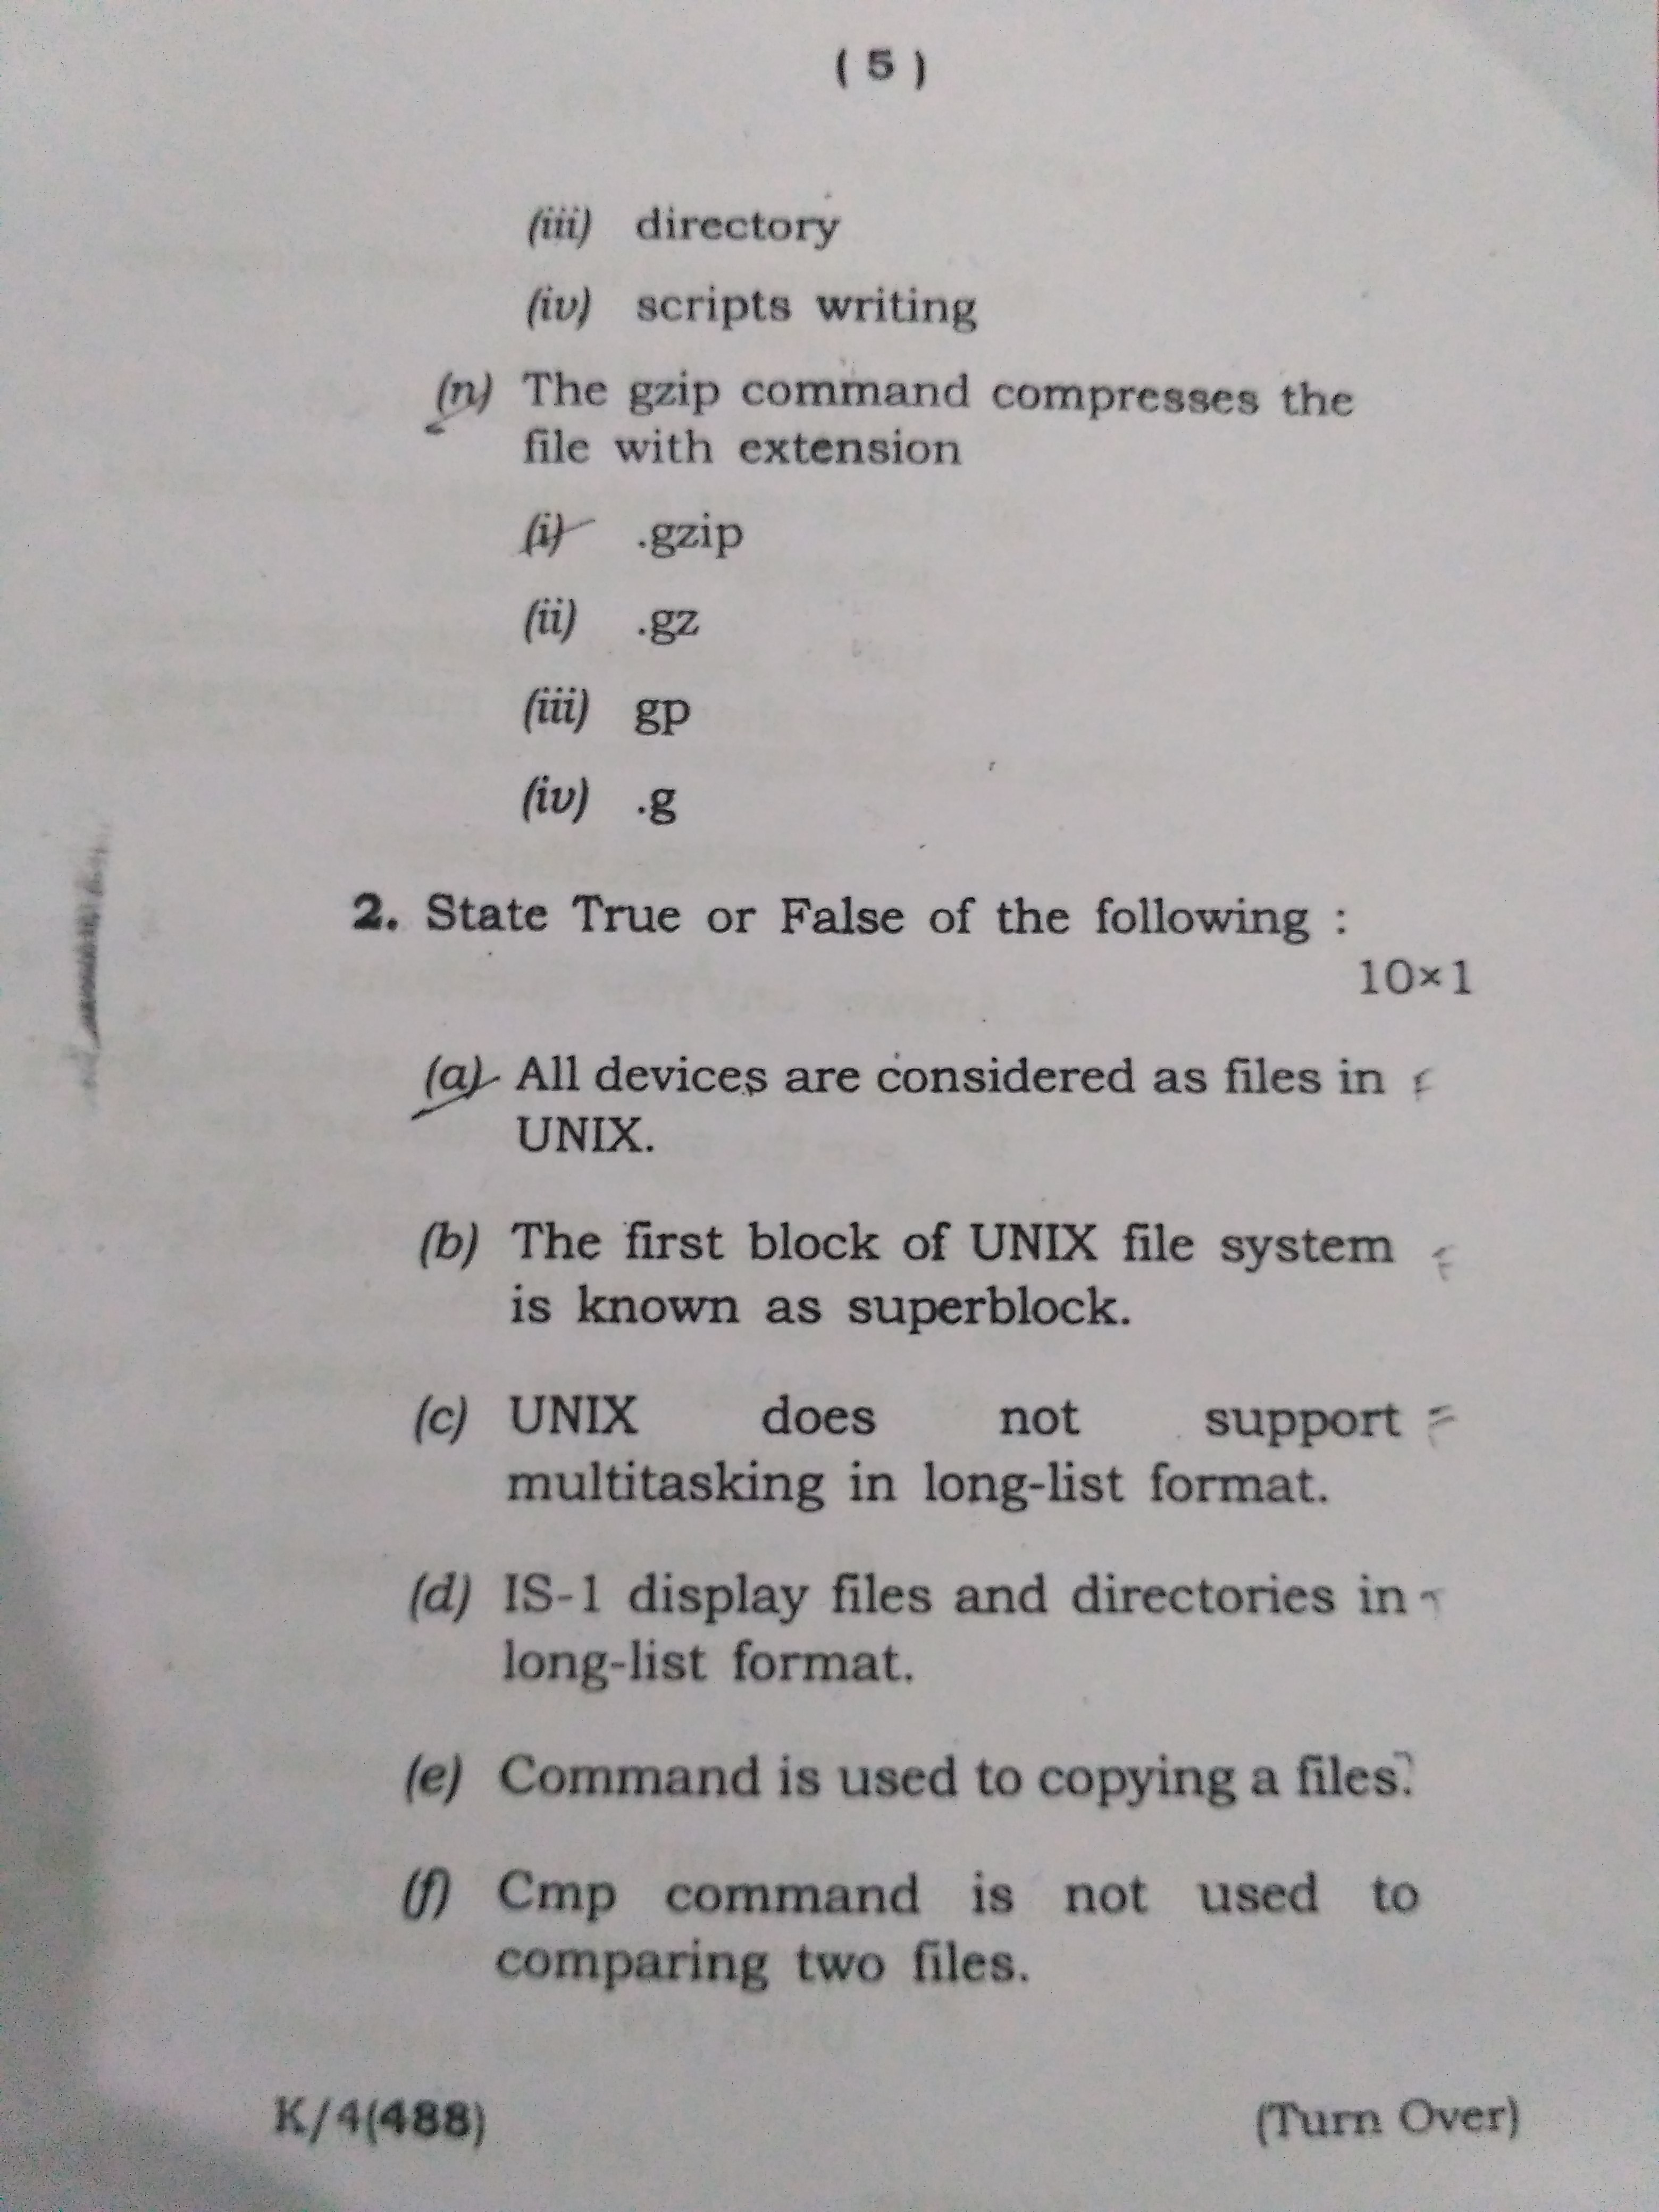 ( 5 )
(iii) directory
(iv) scripts writing
(n) The gzip command compresses the
file with extension
(i) .gzip
(ii) .gz
(iii) gp
(iv) .g
2. State True or False of the following :
10×1
(a) All devices are considered as files in
UNIX.
(b) The first block of UNIX file system
is known as superblock.
(c) UNIX does not support
multitasking in long-list format.
(d) IS-1 display files and directories in
long-list format.
(e) Command is used to copying a files.
(f) Cmp command is not used to
comparing two files.
K/4(488)
(Turn Over)